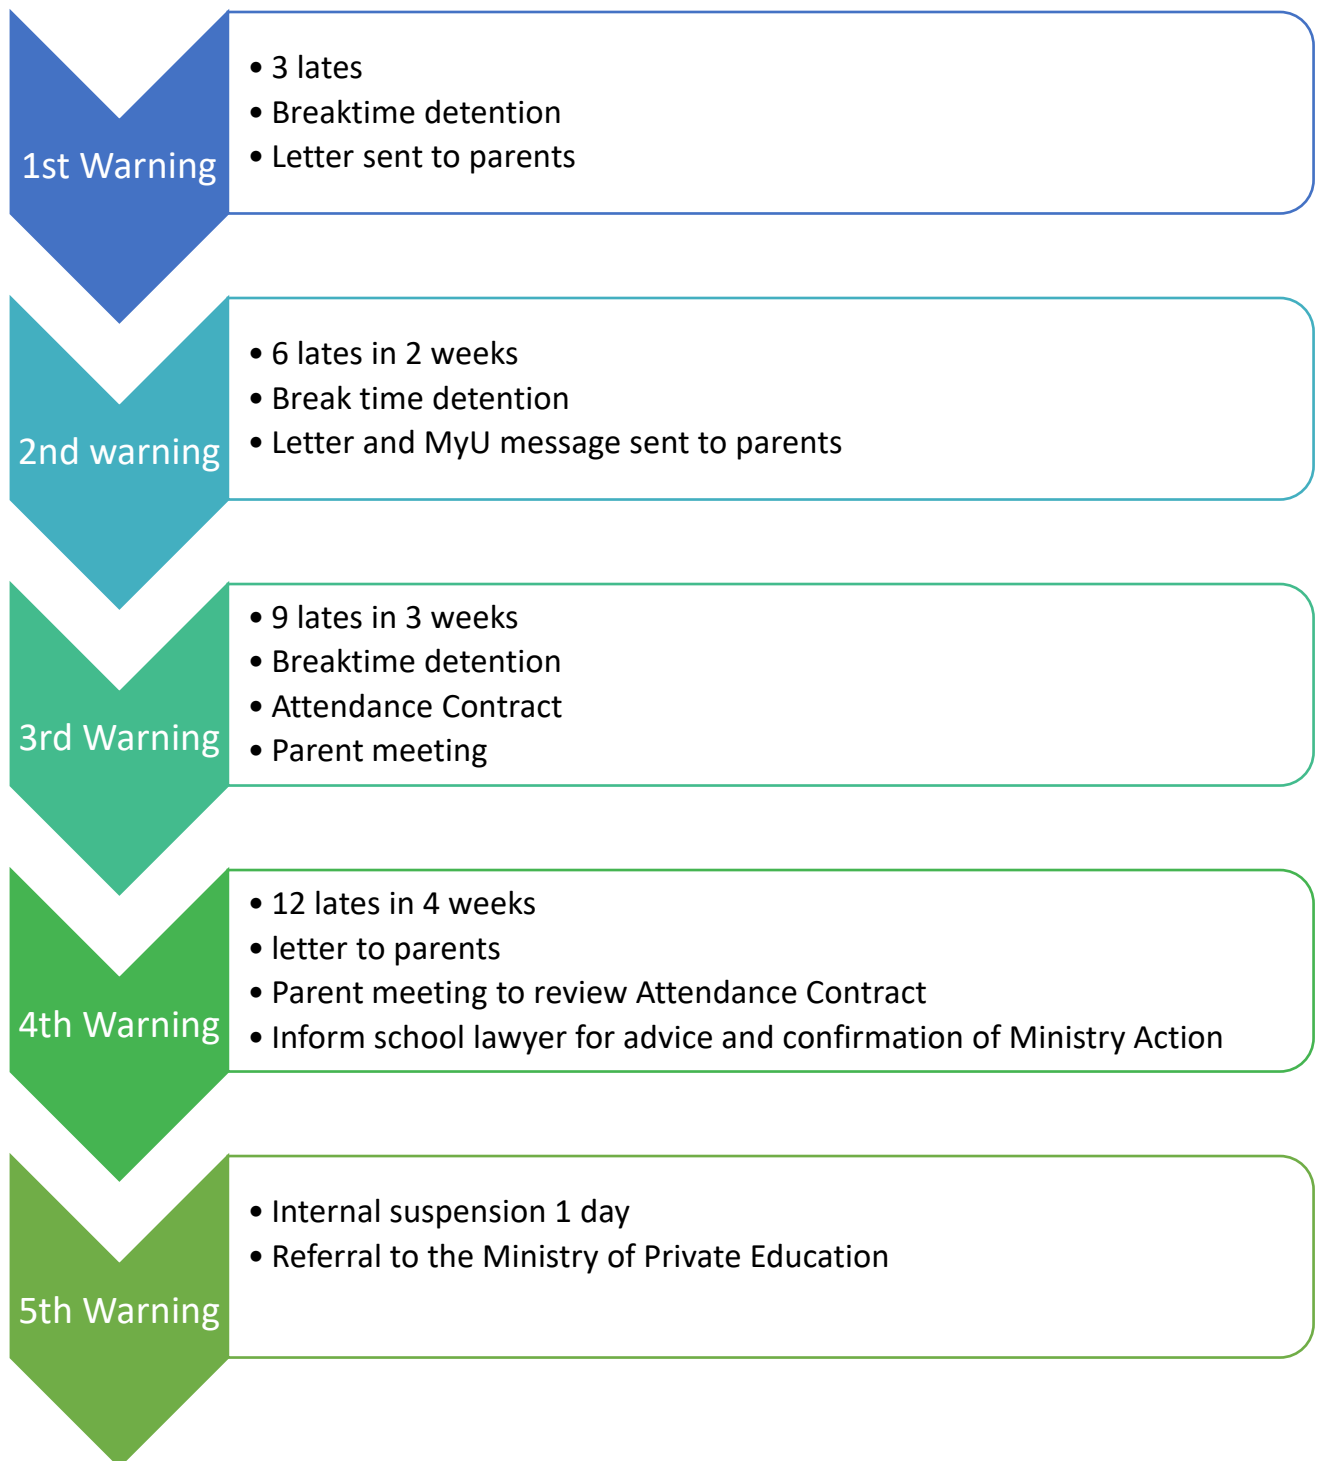 1st Warning
• 3 lates
• Breaktime detention
• Letter sent to parents
2nd warning
• 6 lates in 2 weeks
• Break time detention
• Letter and MyU message sent to parents
3rd Warning
• 9 lates in 3 weeks
• Breaktime detention
• Attendance Contract
• Parent meeting
4th Warning
• 12 lates in 4 weeks
• letter to parents
• Parent meeting to review Attendance Contract
• Inform school lawyer for advice and confirmation of Ministry Action
5th Warning
• Internal suspension 1 day
• Referral to the Ministry of Private Education